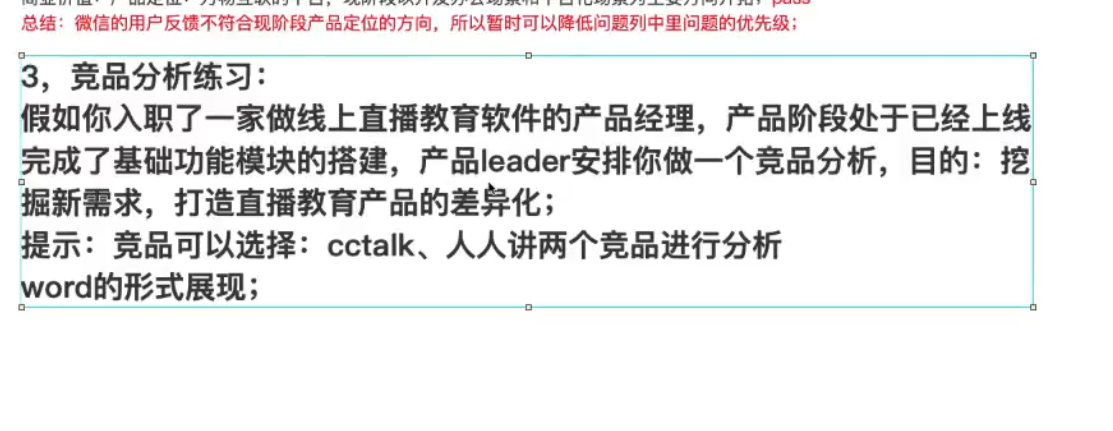 总结：微信的用户反馈不符合现阶段产品定位的方向，所以暂时可以降低问题列中里问题的优先级；
3，竞品分析练习：
假如你入职了一家做线上直播教育软件的产品经理，产品阶段处于已经上线
完成了基础功能模块的搭建，产品leader安排你做一个竞品分析，目的：挖
掘新需求，打造直播教育产品的差异化；
提示：竞品可以选择：cctalk、人人讲两个竞品进行分析
word的形式展现；